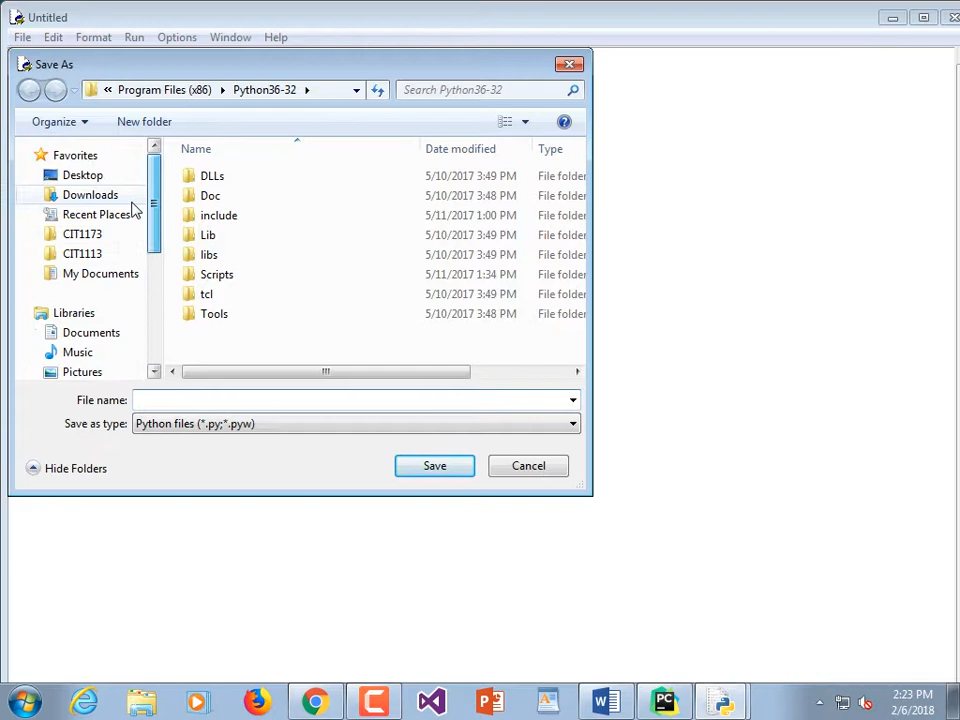 Untitled
File Edit Format Run Options Window Help
Save As
« Program Files (x86) Python36-32 Search Python36-32
Organize New folder
Favorites
Desktop
Downloads
Recent Places
CIT1173
CIT1113
My Documents
Libraries
Documents
Music
Pictures
Name Date modified Type
DLLs 5/10/2017 3:49 PM File folder
Doc 5/10/2017 3:48 PM File folder
include 5/11/2017 1:00 PM File folder
Lib 5/10/2017 3:49 PM File folder
libs 5/10/2017 3:49 PM File folder
Scripts 5/11/2017 1:34 PM File folder
tcl 5/10/2017 3:49 PM File folder
Tools 5/10/2017 3:48 PM File folder
File name:
Save as type: Python files (*.py;*.pyw)
Hide Folders Save Cancel
2:23 PM
2/6/2018